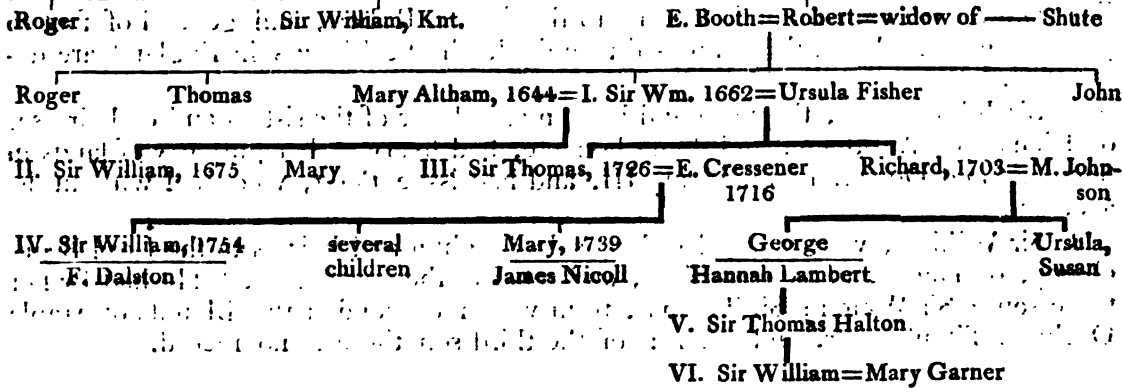 Roger Sir William, Knt. E. Booth=Robert=widow of —— Shute
Roger Thomas Mary Altham, 1644=I. Sir Wm. 1662=Ursula Fisher John
II. Sir William, 1675 Mary III. Sir Thomas, 1726=E. Cressener Richard, 1703=M. John-
1716 son
IV. Sir William, 1754 several Mary, 1739 George Ursula,
F. Dalston children James Nicoll Hannah Lambert Susan
V. Sir Thomas Halton
VI. Sir William=Mary Garner